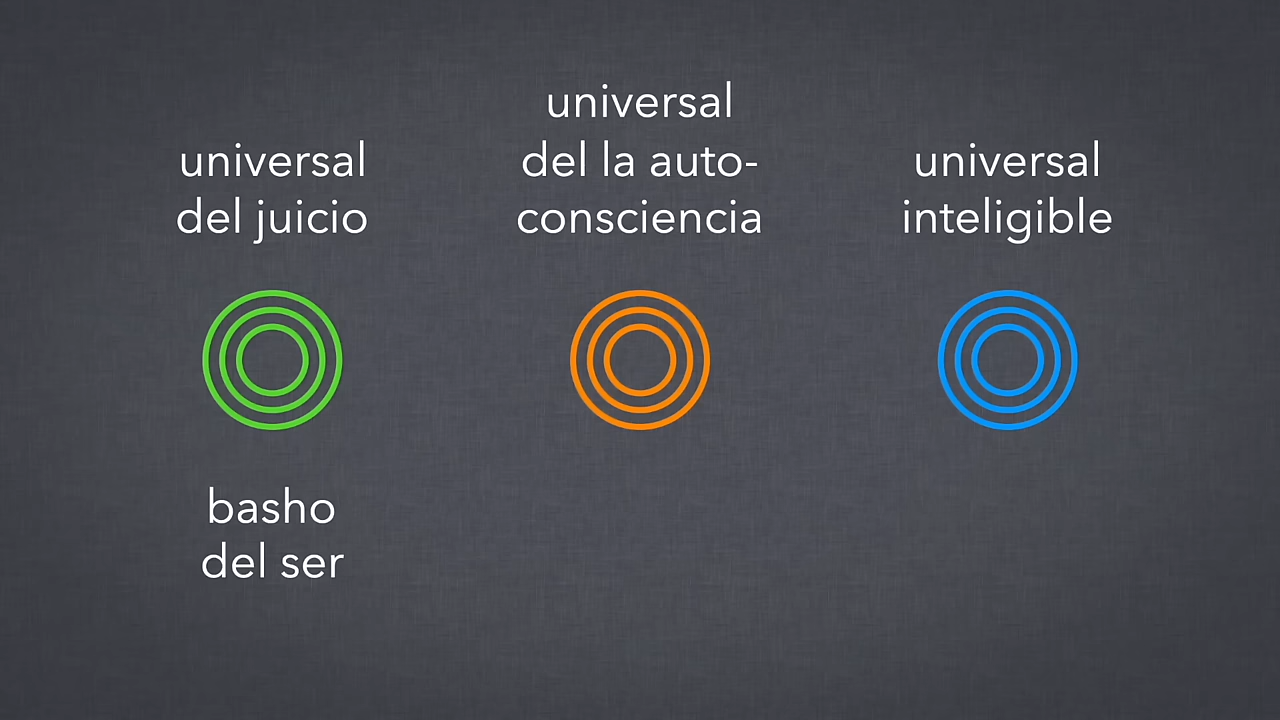 universal
del juicio
universal
del la auto-
consciencia
universal
inteligible
basho
del ser